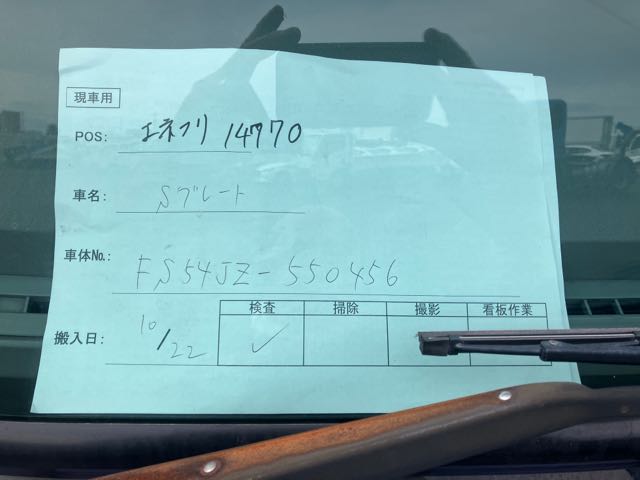 現車用
POS: エネフリ 14770
車名: Sグレート
車体No.: FS54JZ-550456
検査 掃除 撮影 看板作業
搬入日: 10/22 ✓